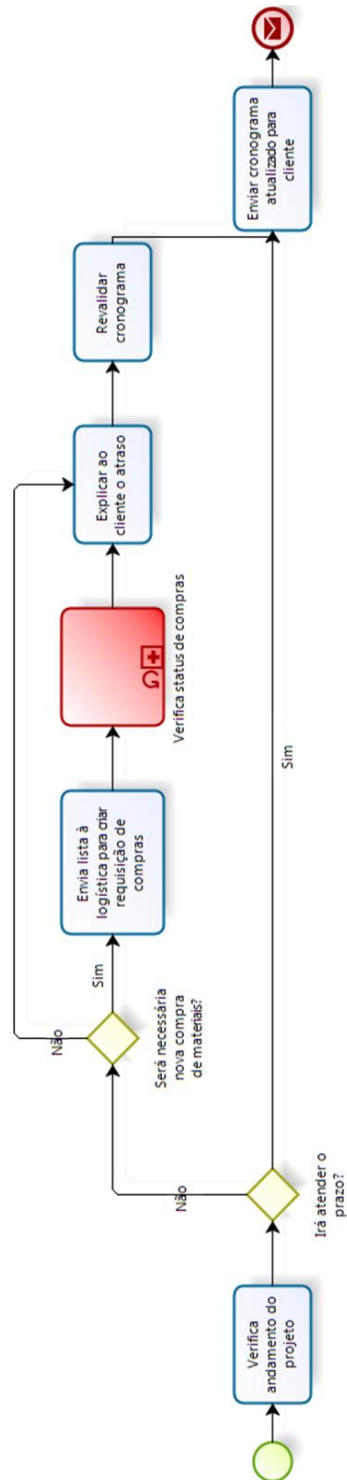 Verifica
andamento do
projeto
Irá atender o
prazo?
Não
Sim
Será necessária
nova compra
de materiais?
Não
Sim
Envia lista à
logística para criar
requisição de
compras
Verifica status de compras
Explicar ao
cliente o atraso
Revalidar
cronograma
Enviar cronograma
atualizado para
cliente